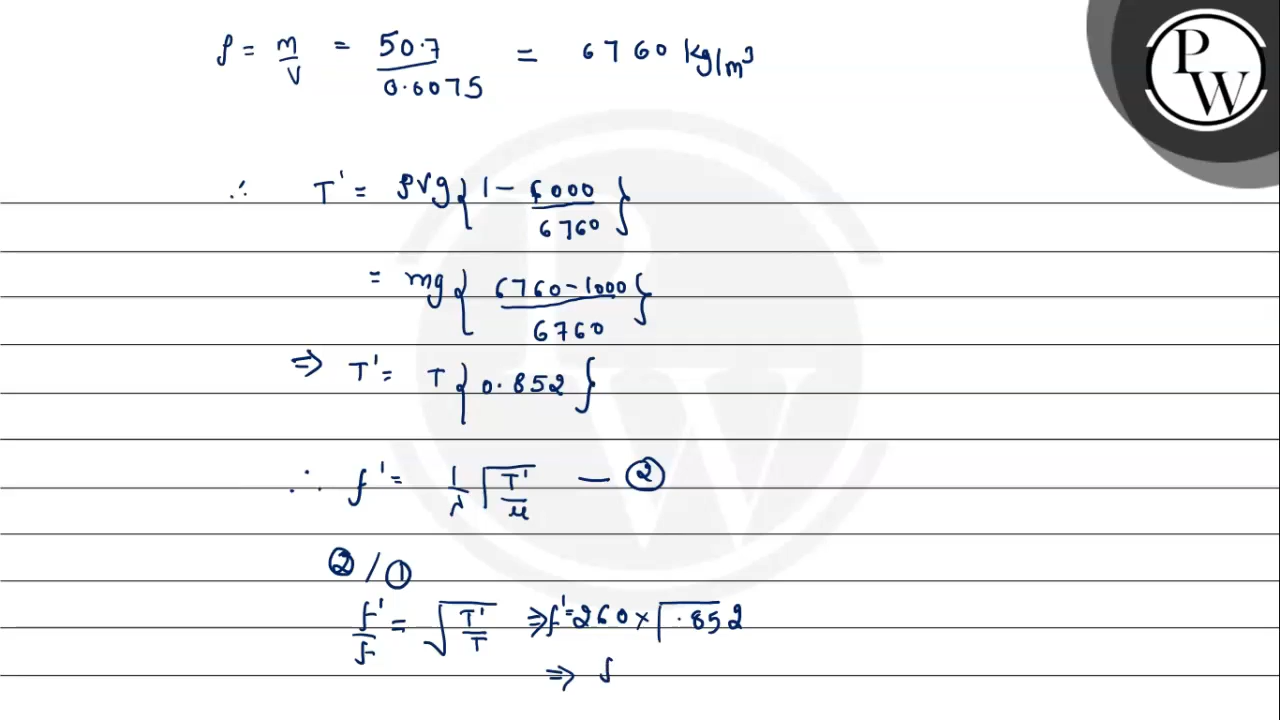 ρ = m/V = 50.7/0.0075 = 6760 kg/m³
P
W
∴ T' = ρVg{1 - 1000/6760}
= mg{6760-1000/6760}
⇒ T' = T{0.852}
∴ f' = 1/λ √T'/μ — ②
②/①
f'/f = √T'/T ⇒ f' = 260 × √.852
⇒ f